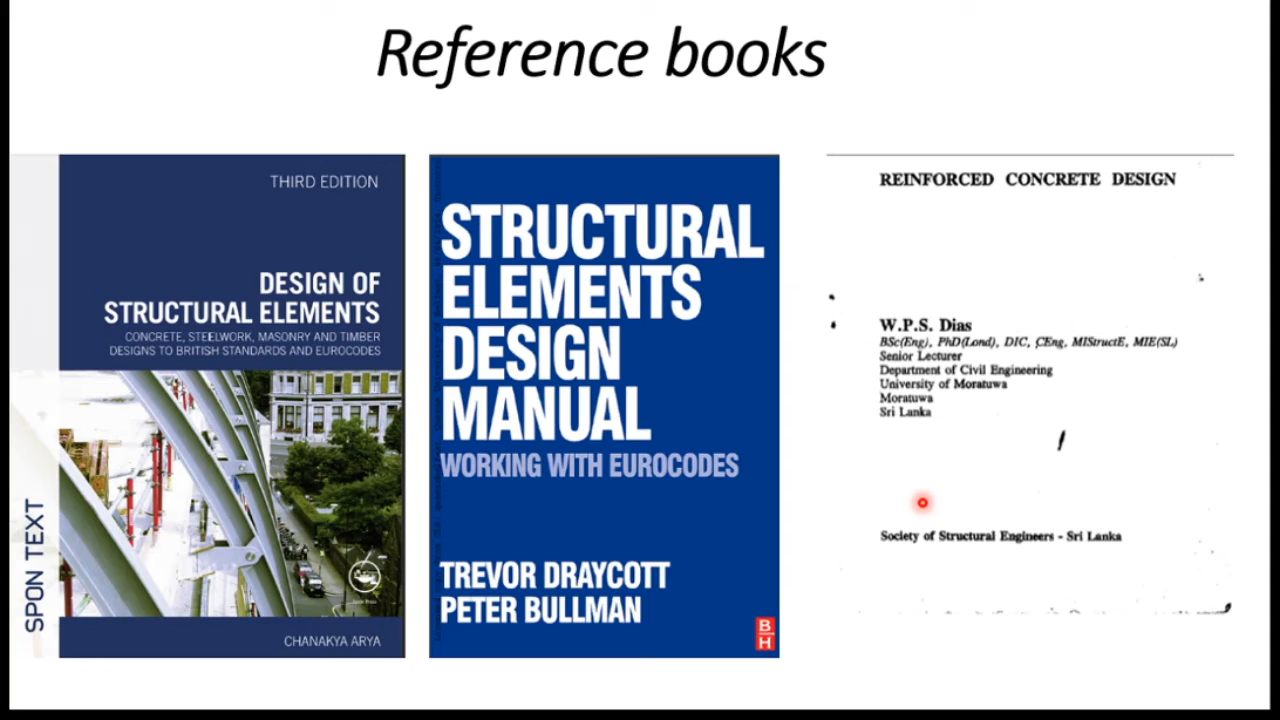 Reference books
THIRD EDITION
DESIGN OF
STRUCTURAL ELEMENTS
CONCRETE, STEELWORK, MASONRY AND TIMBER
DESIGNS TO BRITISH STANDARDS AND EUROCODES
SPON TEXT
CHANAKYA ARYA
STRUCTURAL
ELEMENTS
DESIGN
MANUAL
WORKING WITH EUROCODES
TREVOR DRAYCOTT
PETER BULLMAN
B
H
REINFORCED CONCRETE DESIGN
W.P.S. Dias
BSc(Eng), PhD(Lond), DIC, CEng, MIStructE, MIE(SL)
Senior Lecturer
Department of Civil Engineering
University of Moratuwa
Moratuwa
Sri Lanka
Society of Structural Engineers - Sri Lanka